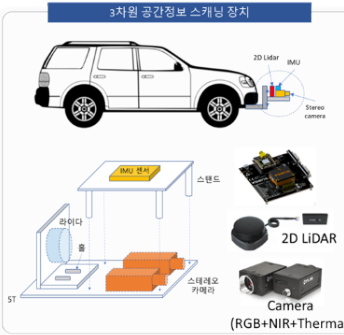 3차원 공간정보 스캐닝 장치
2D Lidar
IMU
Stereo
camera
IMU 센서
스탠드
라이다
홀
스테레오
카메라
5T
2D LiDAR
Camera
(RGB+NIR+Therma